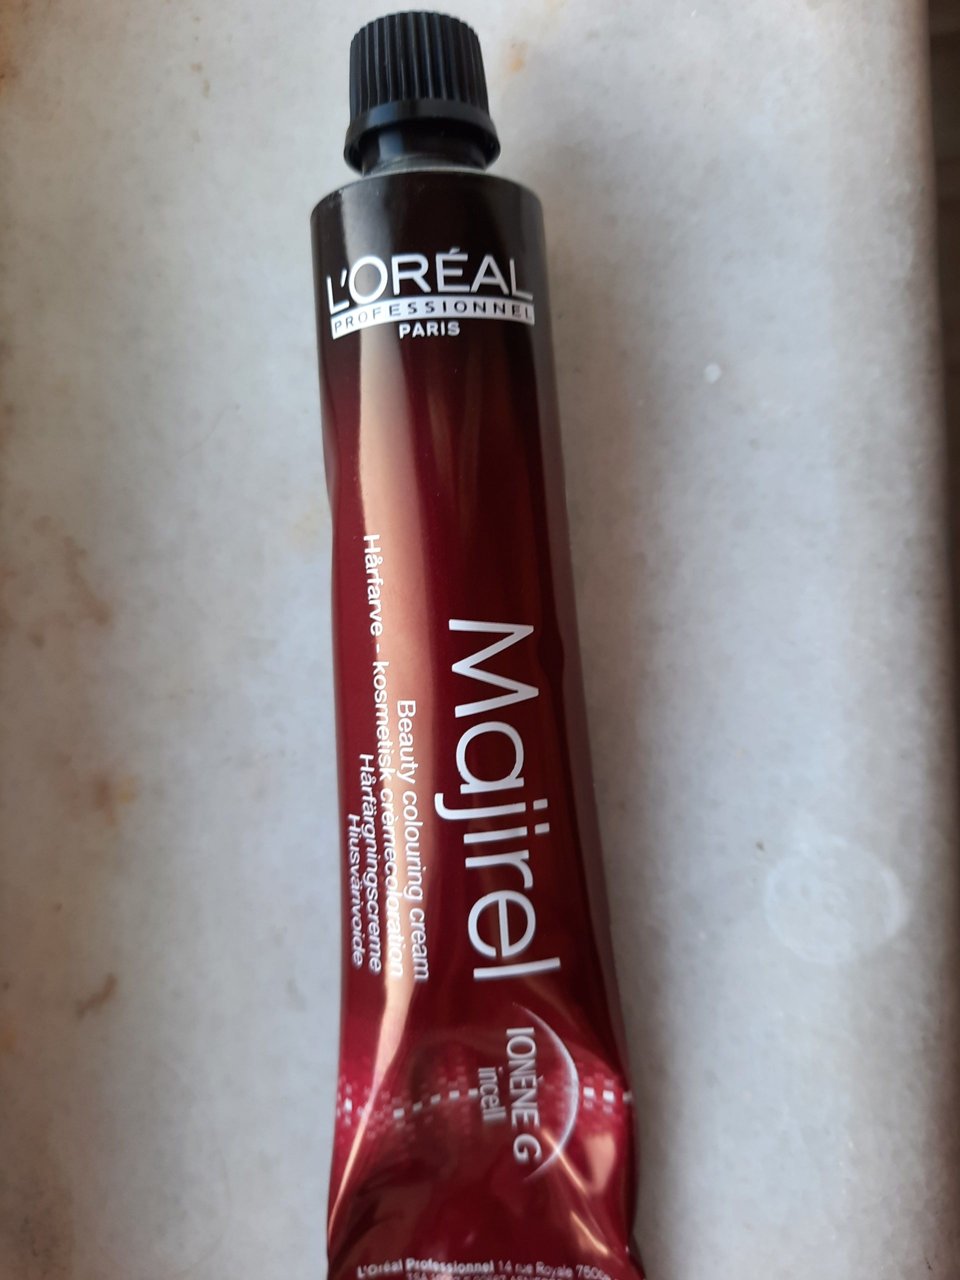 L'ORÉAL
PROFESSIONNEL
PARIS
Majirel
Beauty colouring cream
Hårfarve - kosmetisk crèmecoloration
Hårfärgningscreme
Hiusvärivoide
IONÈNE G
incell
L'Oréal Professionnel 14 rue Royale